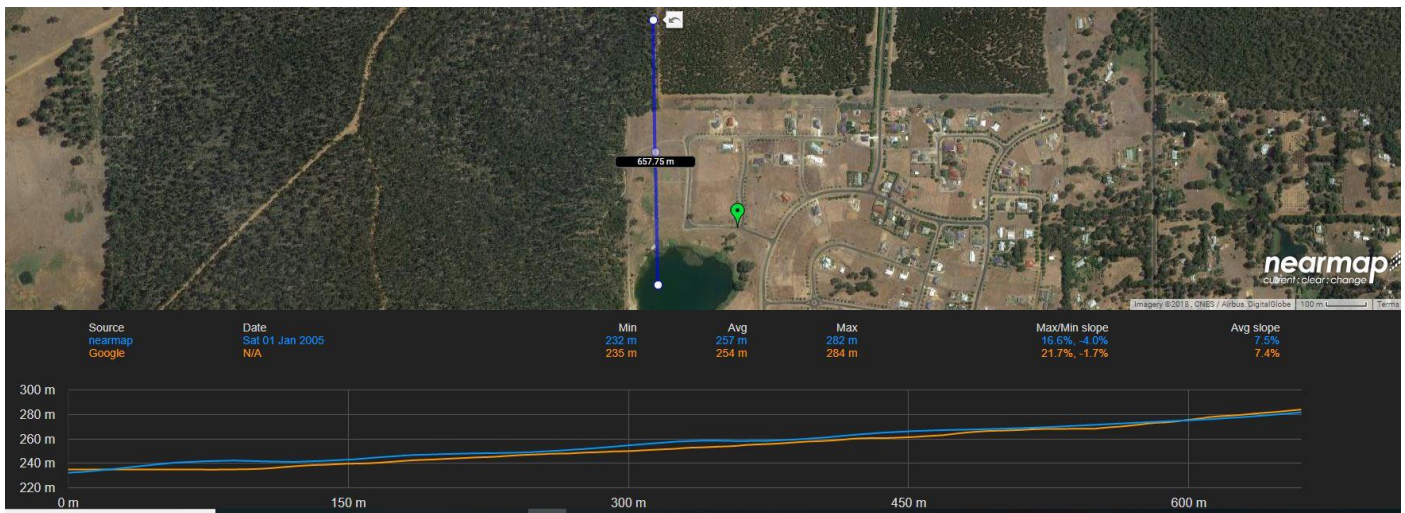 657.75 m
nearmap
current:clear:change
Imagery ©2018 , CNES / Airbus, DigitalGlobe 100 m Terms
Source Date Min Avg Max Max/Min slope Avg slope
nearmap Sat 01 Jan 2005 232 m 257 m 282 m 16.6%, -4.0% 7.5%
Google N/A 235 m 254 m 284 m 21.7%, -1.7% 7.4%
300 m
280 m
260 m
240 m
220 m
0 m 150 m 300 m 450 m 600 m